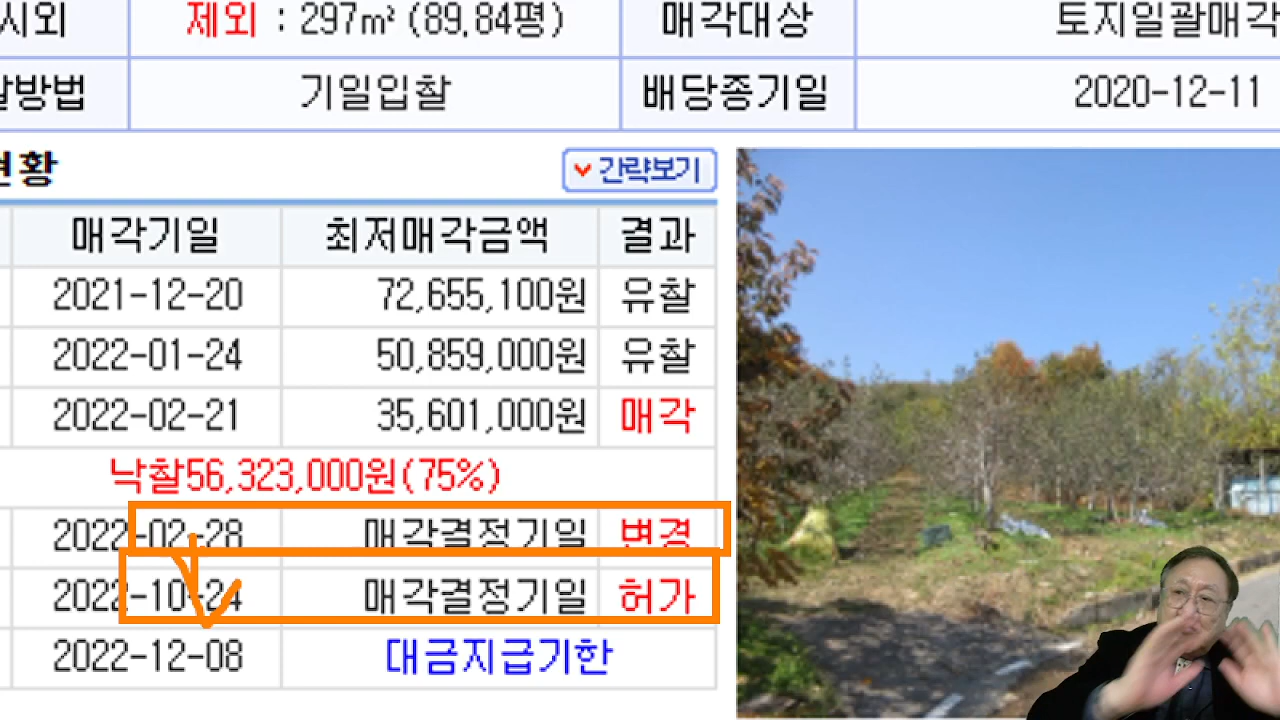 시외 제외 : 297㎡ (89,84평) 매각대상 토지일괄매각
방법 기일입찰 배당종기일 2020-12-11
현황 간략보기
매각기일 최저매각금액 결과
2021-12-20 72,655,100원 유찰
2022-01-24 50,859,000원 유찰
2022-02-21 35,601,000원 매각
낙찰56,323,000원(75%)
2022-02-28 매각결정기일 변경
2022-10-24 매각결정기일 허가
2022-12-08 대금지급기한